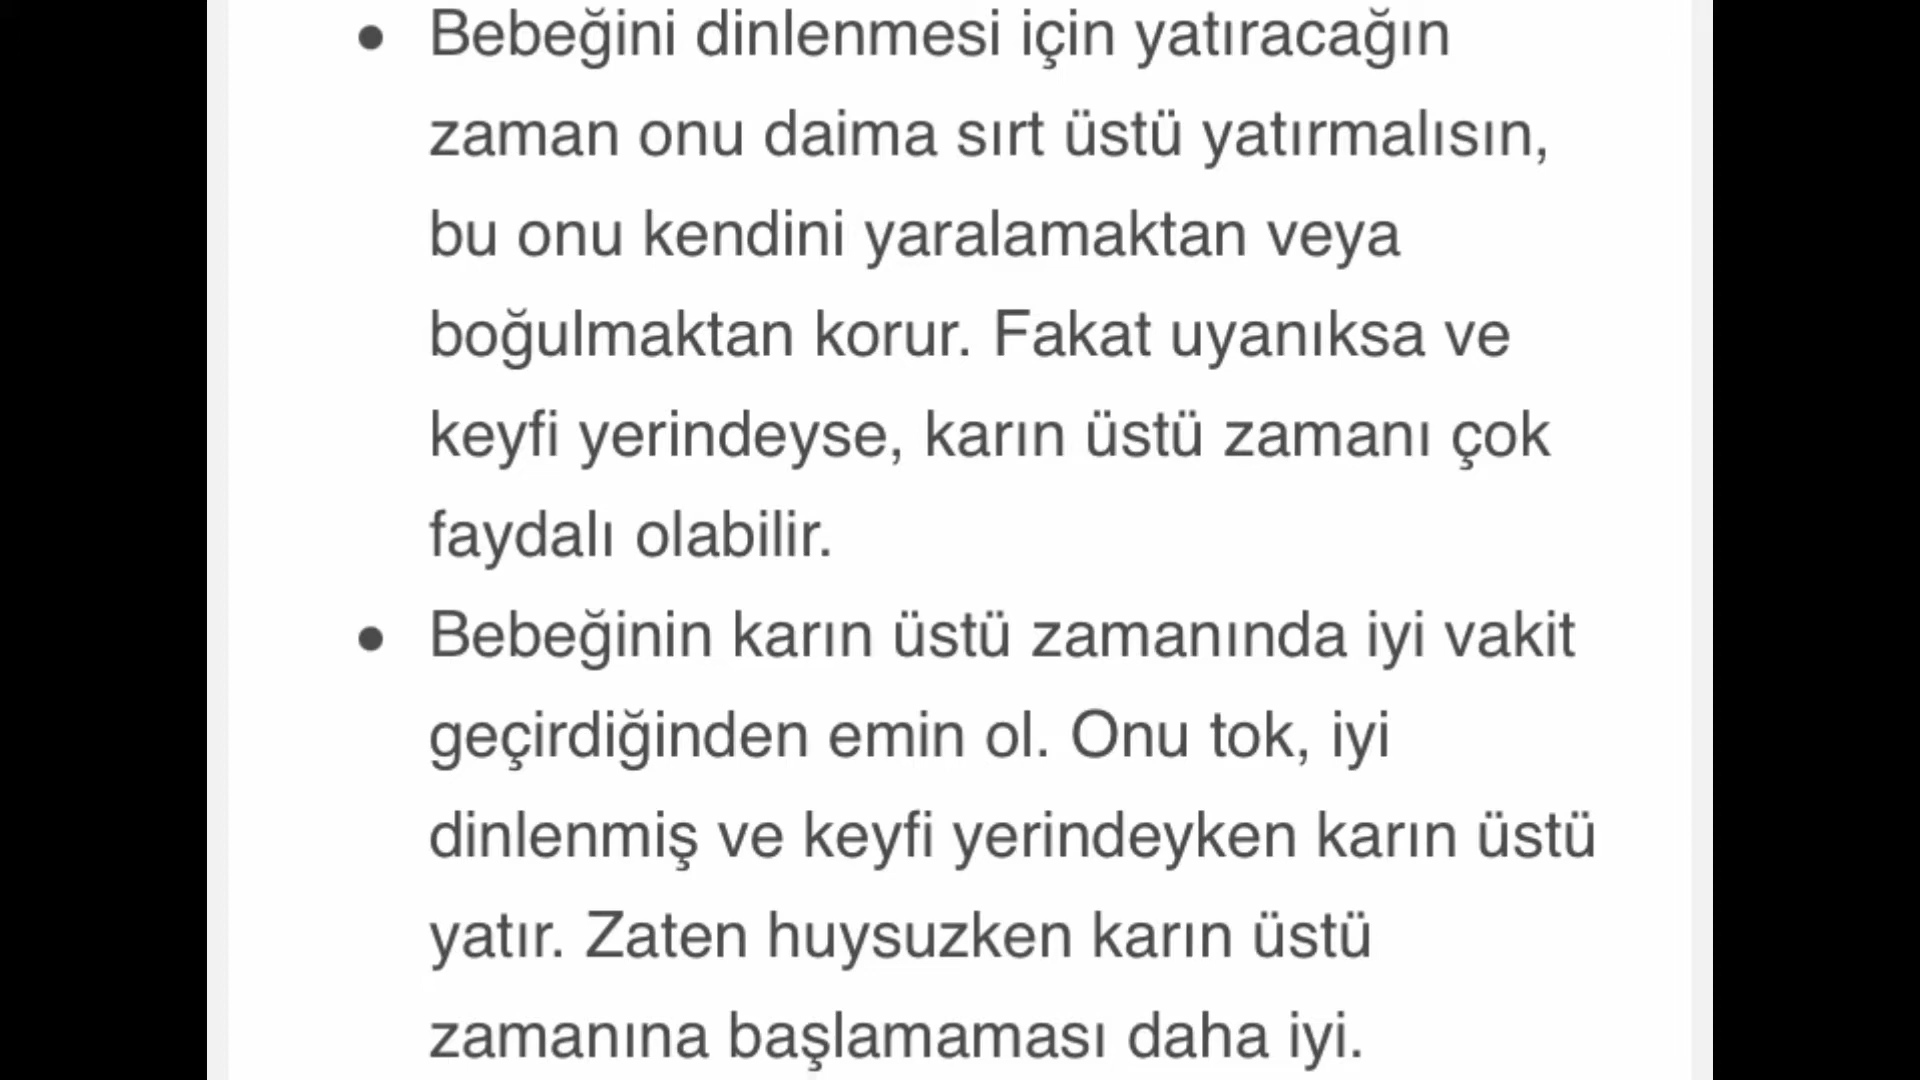 • Bebeğini dinlenmesi için yatıracağın
zaman onu daima sırt üstü yatırmalısın,
bu onu kendini yaralamaktan veya
boğulmaktan korur. Fakat uyanıksa ve
keyfi yerindeyse, karın üstü zamanı çok
faydalı olabilir.
• Bebeğinin karın üstü zamanında iyi vakit
geçirdiğinden emin ol. Onu tok, iyi
dinlenmiş ve keyfi yerindeyken karın üstü
yatır. Zaten huysuzken karın üstü
zamanına başlamaması daha iyi.